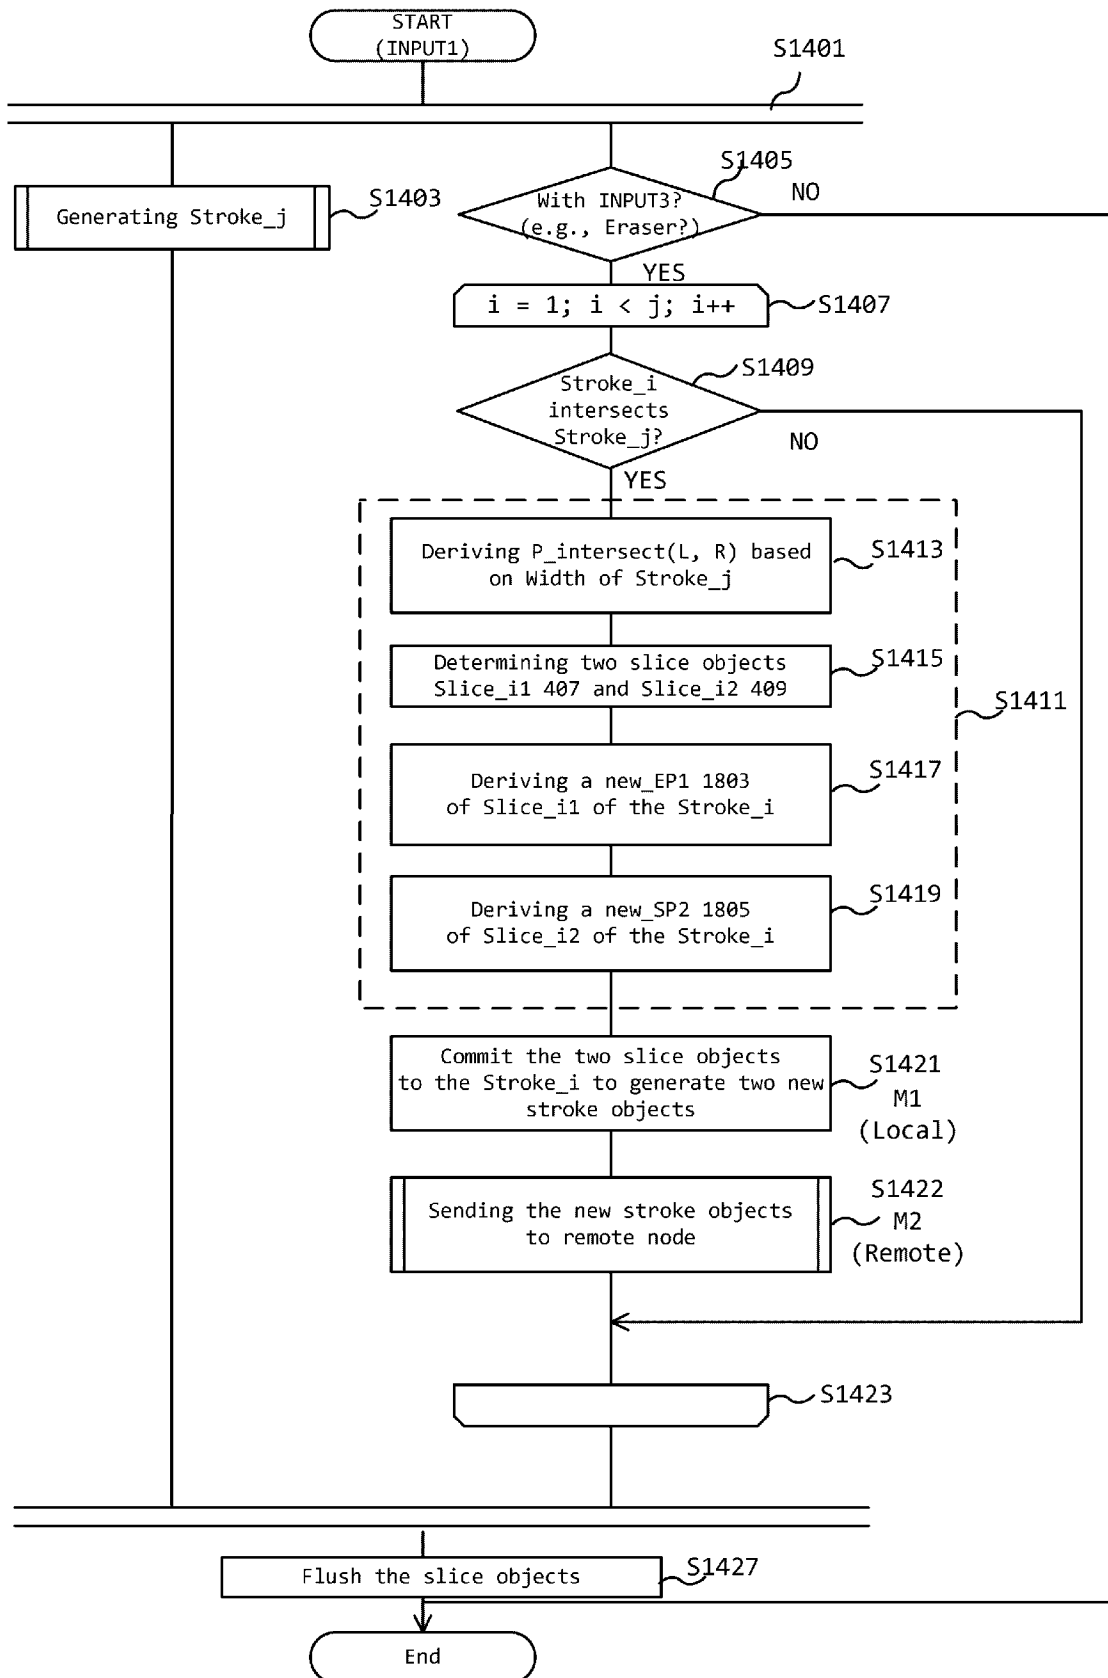 START
(INPUT1)
S1401
S1405
NO
With INPUT3?
(e.g., Eraser?)
S1403
Generating Stroke_j
YES
i = 1; i < j; i++
S1407
S1409
Stroke_i
intersects
Stroke_j?
NO
YES
Deriving P_intersect(L, R) based
on Width of Stroke_j
S1413
Determining two slice objects
Slice_i1 407 and Slice_i2 409
S1415
S1411
Deriving a new_EP1 1803
of Slice_i1 of the Stroke_i
S1417
Deriving a new_SP2 1805
of Slice_i2 of the Stroke_i
S1419
Commit the two slice objects
to the Stroke_i to generate two new
stroke objects
S1421
M1
(Local)
Sending the new stroke objects
to remote node
S1422
M2
(Remote)
S1423
Flush the slice objects
S1427
End